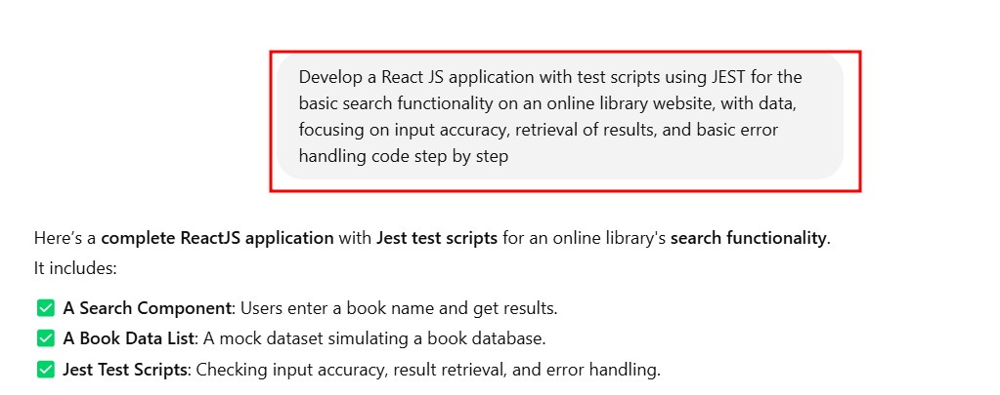 Develop a React JS application with test scripts using JEST for the
basic search functionality on an online library website, with data,
focusing on input accuracy, retrieval of results, and basic error
handling code step by step
Here’s a complete ReactJS application with Jest test scripts for an online library's search functionality.
It includes:
✅ A Search Component: Users enter a book name and get results.
✅ A Book Data List: A mock dataset simulating a book database.
✅ Jest Test Scripts: Checking input accuracy, result retrieval, and error handling.